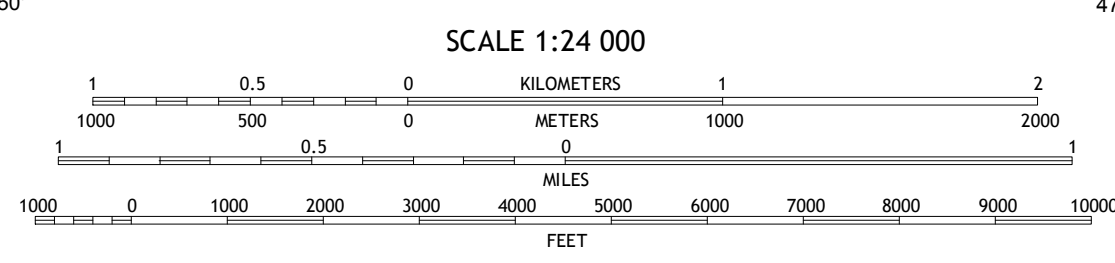 60 47
SCALE 1:24 000
1 0.5 0 KILOMETERS 1 2
1000 500 0 METERS 1000 2000
1 0.5 0 1
MILES
1000 0 1000 2000 3000 4000 5000 6000 7000 8000 9000 10000
FEET